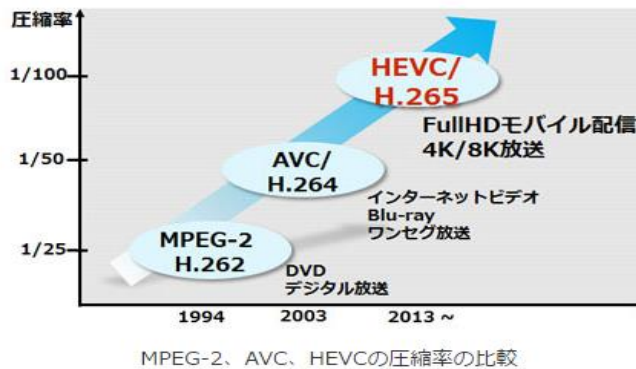 圧縮率
1/100
HEVC/
H.265
FullHDモバイル配信
4K/8K放送
1/50
AVC/
H.264
インターネットビデオ
Blu-ray
ワンセグ放送
1/25
MPEG-2
H.262
DVD
デジタル放送
1994
2003
2013 ~
MPEG-2、AVC、HEVCの圧縮率の比較